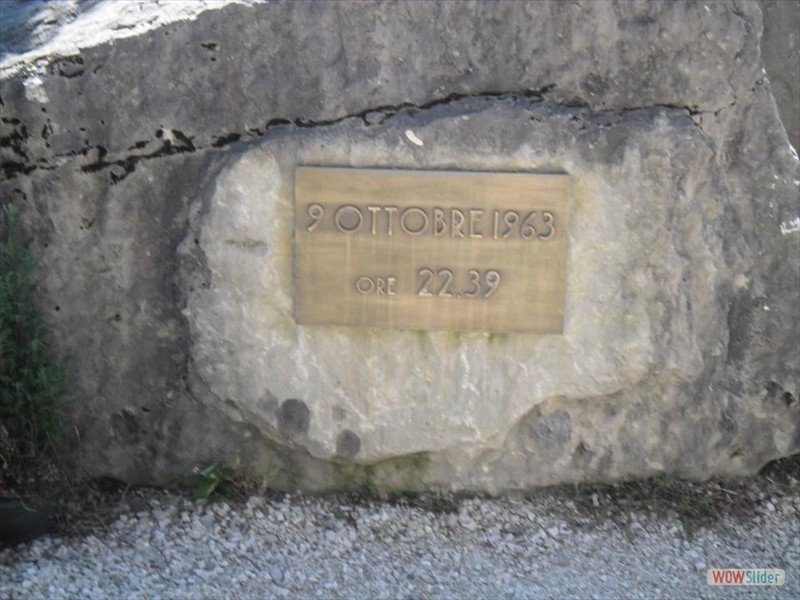 9 OTTOBRE 1963
ORE 22.39
WOWSlider